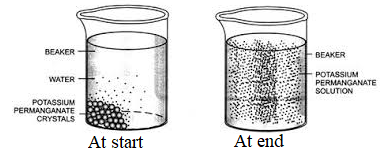 BEAKER
WATER
POTASSIUM
PERMANGANATE
CRYSTALS
At start
BEAKER
POTASSIUM
PERMANGANATE
SOLUTION
At end